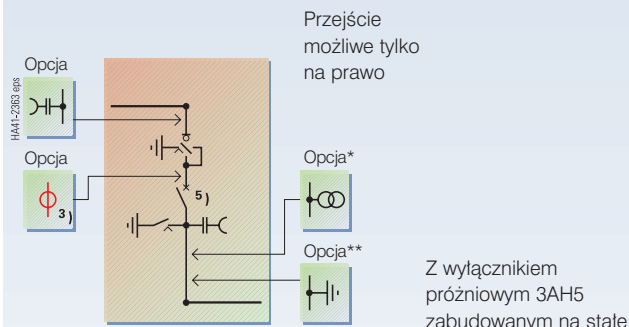 Przejście
możliwe tylko
na prawo
Opcja
HA41-2363 eps
Opcja
3)
5)
Opcja*
Opcja**
Z wyłącznikiem
próżniowym 3AH5
zabudowanym na stałe